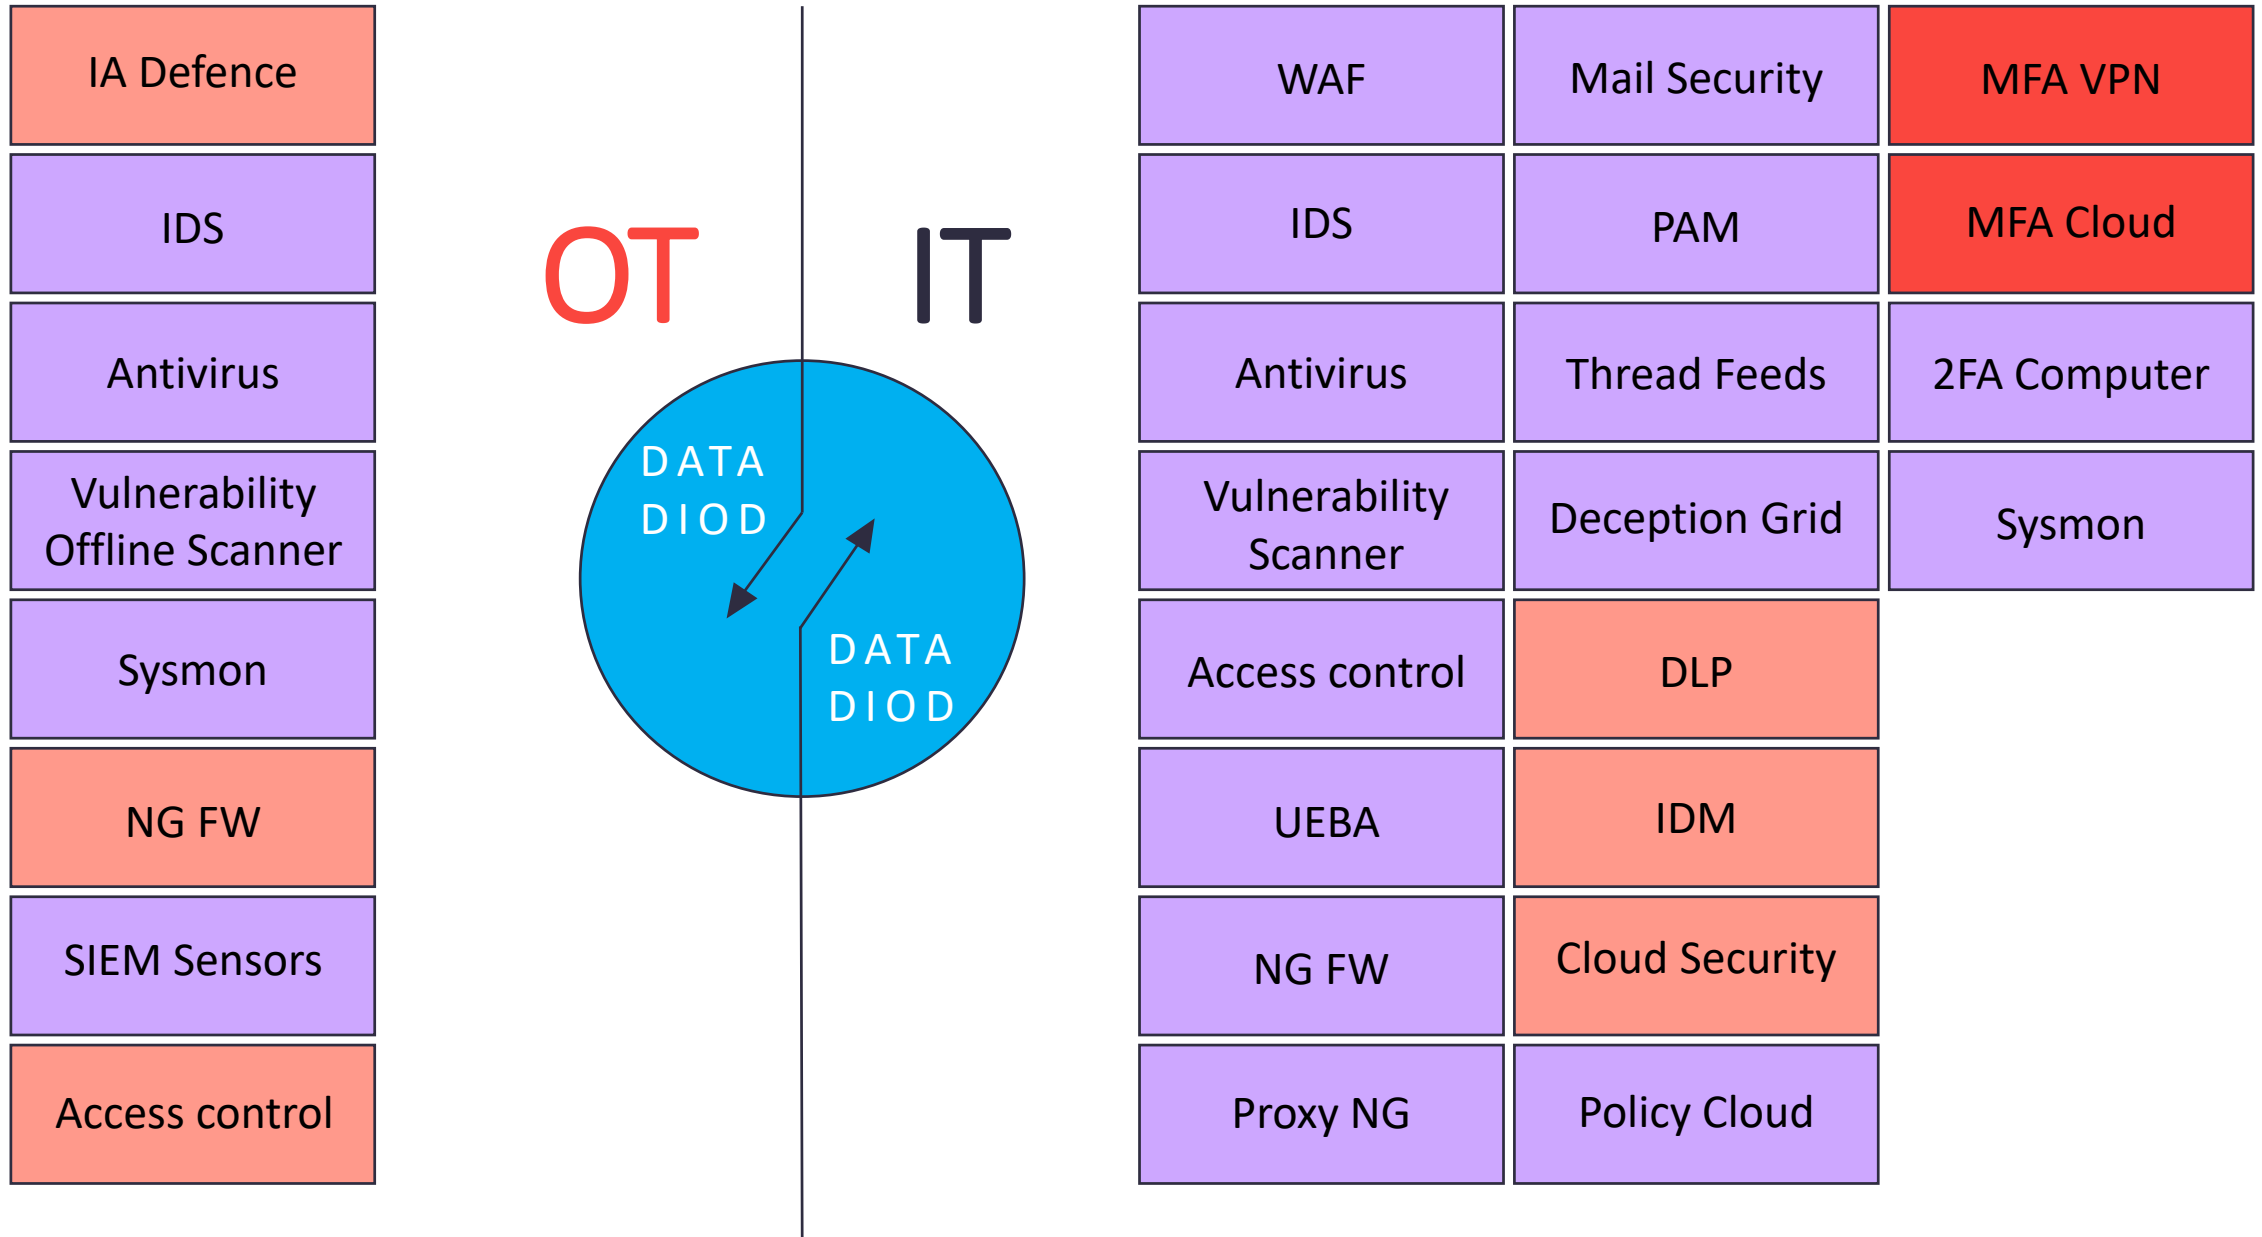 IA Defence
IDS
Antivirus
Vulnerability
Offline Scanner
Sysmon
NG FW
SIEM Sensors
Access control
OT
IT
DATA
DIOD
DATA
DIOD
WAF
IDS
Antivirus
Vulnerability
Scanner
Access control
UEBA
NG FW
Proxy NG
Mail Security
PAM
Thread Feeds
Deception Grid
DLP
IDM
Cloud Security
Policy Cloud
MFA VPN
MFA Cloud
2FA Computer
Sysmon